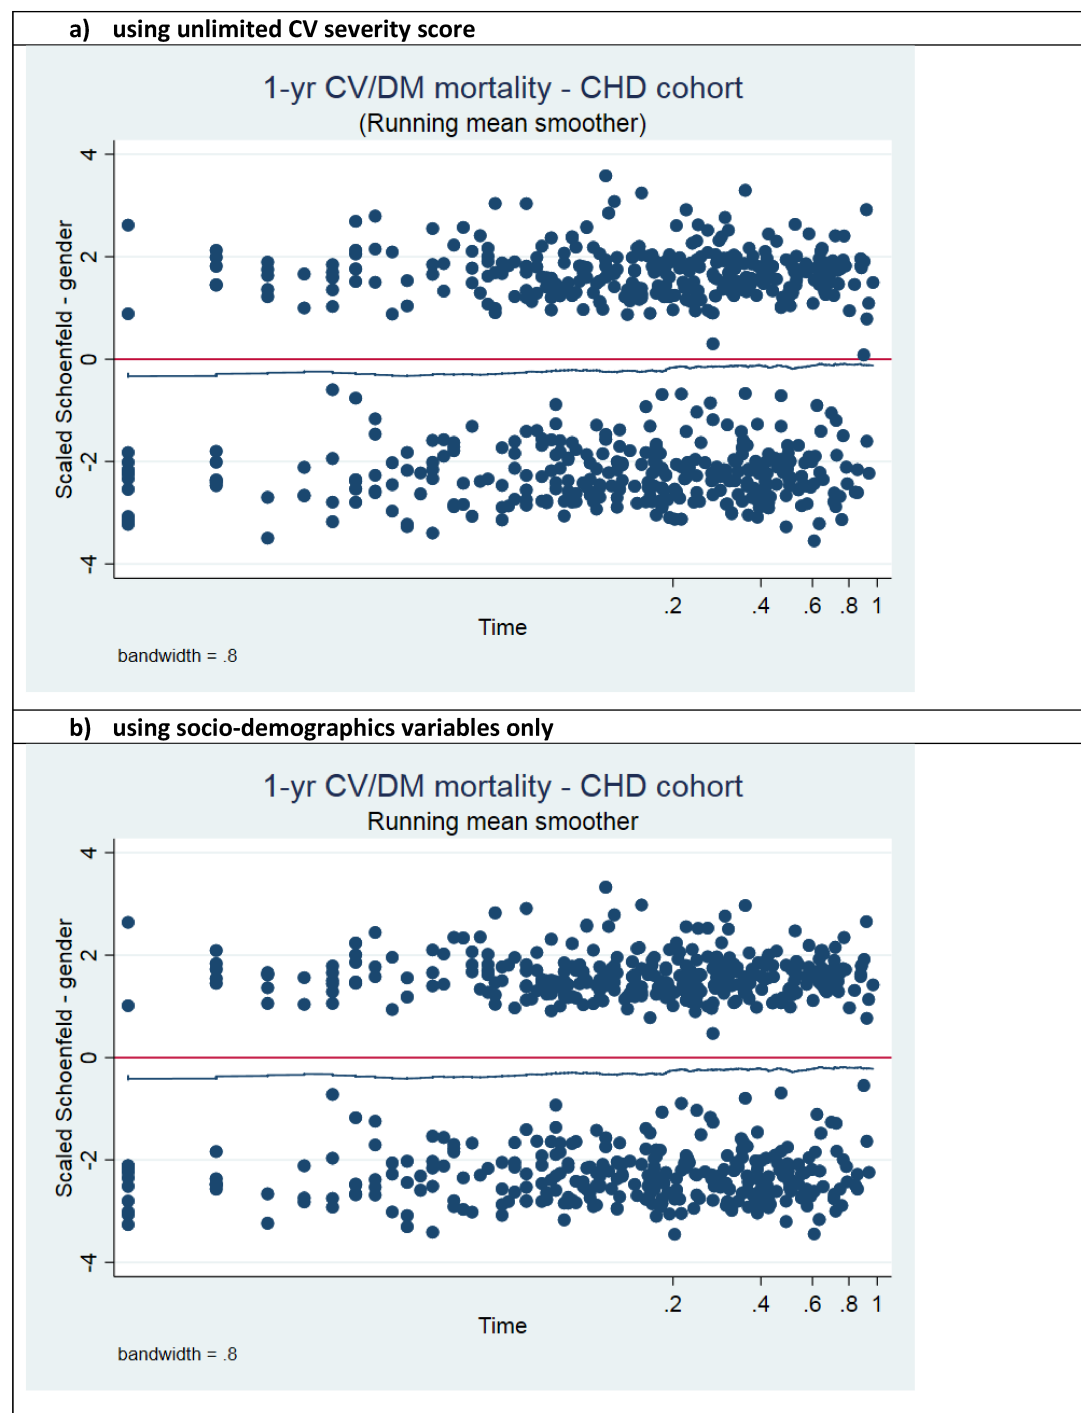 a) using unlimited CV severity score
1-yr CV/DM mortality - CHD cohort
(Running mean smoother)
Scaled Schoenfeld - gender
4
2
0
-2
-4
.2 .4 .6 .8 1
Time
bandwidth = .8
b) using socio-demographics variables only
1-yr CV/DM mortality - CHD cohort
Running mean smoother
Scaled Schoenfeld - gender
4
2
0
-2
-4
.2 .4 .6 .8 1
Time
bandwidth = .8